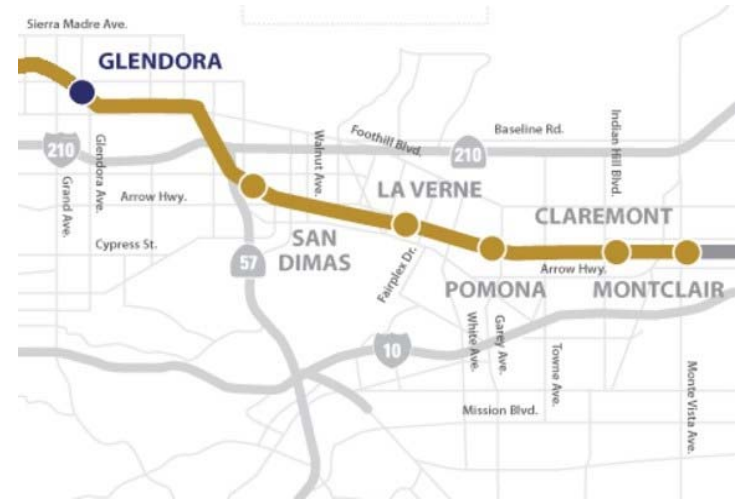 Sierra Madre Ave.
GLENDORA
210
Glendora Ave.
Grand Ave.
Arrow Hwy.
Cypress St.
57
SAN
DIMAS
Walnut Ave.
Foothill Blvd.
210
Baseline Rd.
Indian Hill Blvd.
LA VERNE
CLAREMONT
Fairplex Dr.
POMONA
Arrow Hwy.
MONTCLAIR
10
White Ave.
Garey Ave.
Towne Ave.
Monte Vista Ave.
Mission Blvd.